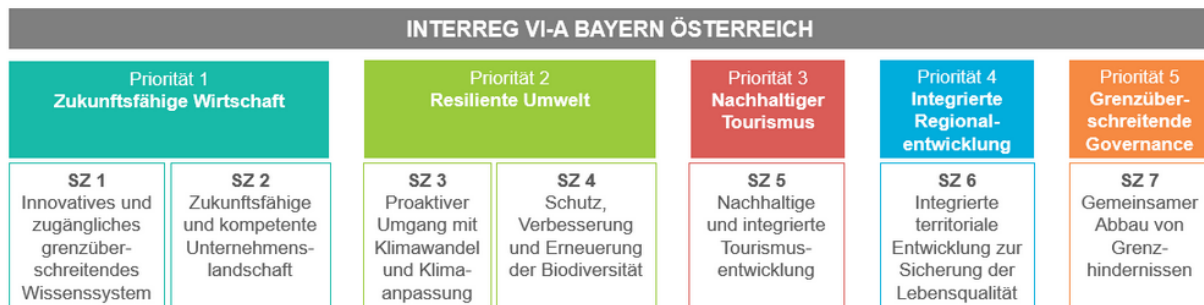 INTERREG VI-A BAYERN ÖSTERREICH
Priorität 1
Zukunftsfähige Wirtschaft
Priorität 2
Resiliente Umwelt
Priorität 3
Nachhaltiger
Tourismus
Priorität 4
Integrierte
Regional-
entwicklung
Priorität 5
Grenzüber-
schreitende
Governance
SZ 1
Innovatives und
zugängliches
grenzüber-
schreitendes
Wissenssystem
SZ 2
Zukunftsfähige
und kompetente
Unternehmens-
landschaft
SZ 3
Proaktiver
Umgang mit
Klimawandel
und Klima-
anpassung
SZ 4
Schutz,
Verbesserung
und Erneuerung
der Biodiversität
SZ 5
Nachhaltige
und integrierte
Tourismus-
entwicklung
SZ 6
Integrierte
territoriale
Entwicklung zur
Sicherung der
Lebensqualität
SZ 7
Gemeinsamer
Abbau von
Grenz-
hindernissen